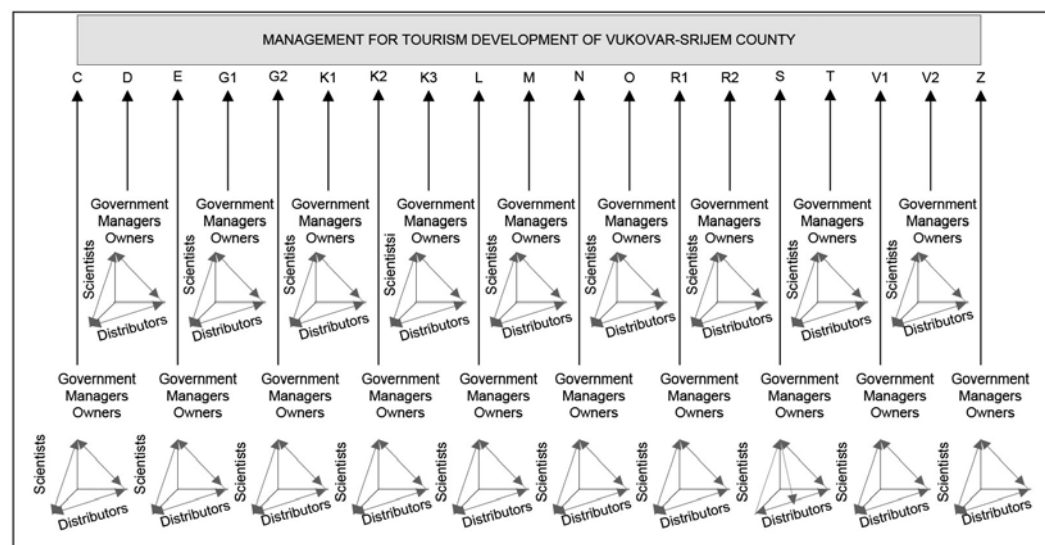 MANAGEMENT FOR TOURISM DEVELOPMENT OF VUKOVAR-SRIJEM COUNTY
C D E G1 G2 K1 K2 K3 L M N O R1 R2 S T V1 V2 Z
Government Government Government Government Government Government Government Government Government
Managers Managers Managers Managers Managers Managers Managers Managers Managers
Owners Owners Owners Owners Owners Owners Owners Owners Owners
Scientists Scientists Scientists Scientistsi Scientists Scientists Scientists Scientists Scientists
Distributors Distributors Distributors Distributors Distributors Distributors Distributors Distributors Distributors
Government Government Government Government Government Government Government Government Government Government
Managers Managers Managers Managers Managers Managers Managers Managers Managers Managers
Owners Owners Owners Owners Owners Owners Owners Owners Owners Owners
Scientists Scientists Scientists Scientists Scientists Scientists Scientists Scientists Scientists Scientists
Distributors Distributors Distributors Distributors Distributors Distributors Distributors Distributors Distributors Distributors